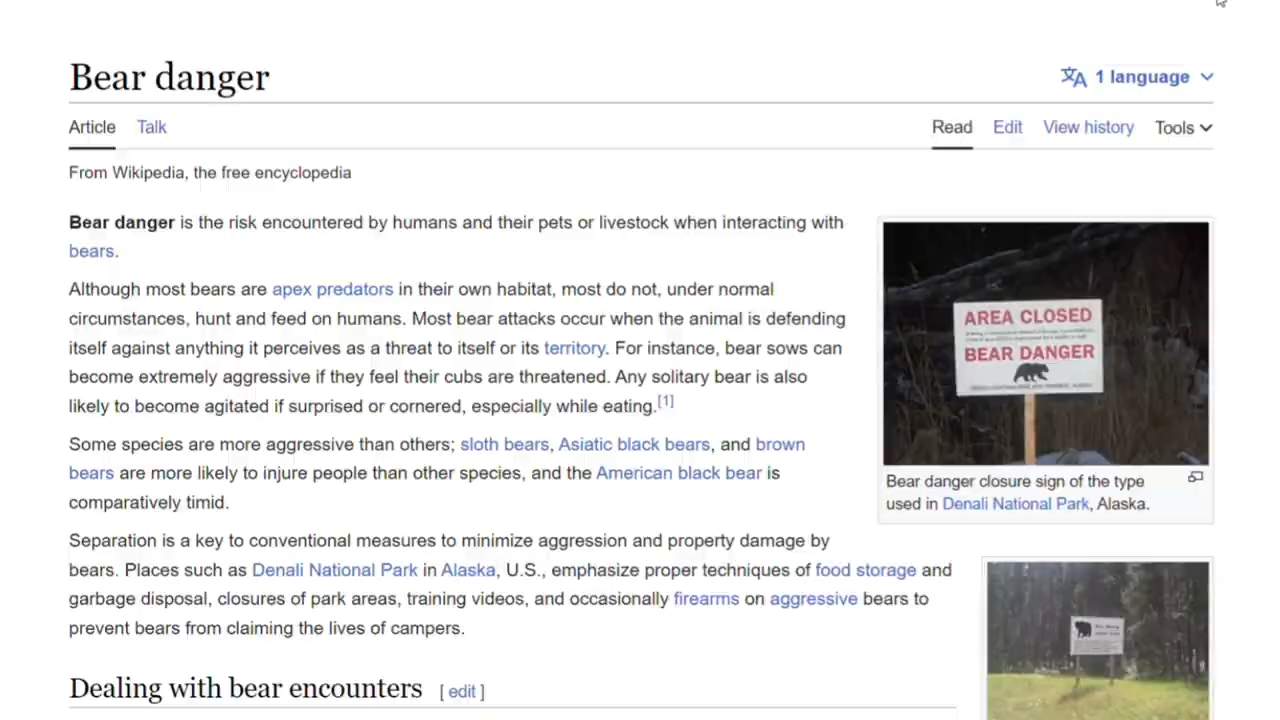 Bear danger
1 language
Article Talk
Read Edit View history Tools
From Wikipedia, the free encyclopedia
Bear danger is the risk encountered by humans and their pets or livestock when interacting with
bears.
Although most bears are apex predators in their own habitat, most do not, under normal
circumstances, hunt and feed on humans. Most bear attacks occur when the animal is defending
itself against anything it perceives as a threat to itself or its territory. For instance, bear sows can
become extremely aggressive if they feel their cubs are threatened. Any solitary bear is also
likely to become agitated if surprised or cornered, especially while eating.[1]
Some species are more aggressive than others; sloth bears, Asiatic black bears, and brown
bears are more likely to injure people than other species, and the American black bear is
comparatively timid.
Separation is a key to conventional measures to minimize aggression and property damage by
bears. Places such as Denali National Park in Alaska, U.S., emphasize proper techniques of food storage and
garbage disposal, closures of park areas, training videos, and occasionally firearms on aggressive bears to
prevent bears from claiming the lives of campers.
Dealing with bear encounters [ edit ]
AREA CLOSED
BEAR DANGER
Bear danger closure sign of the type
used in Denali National Park, Alaska.